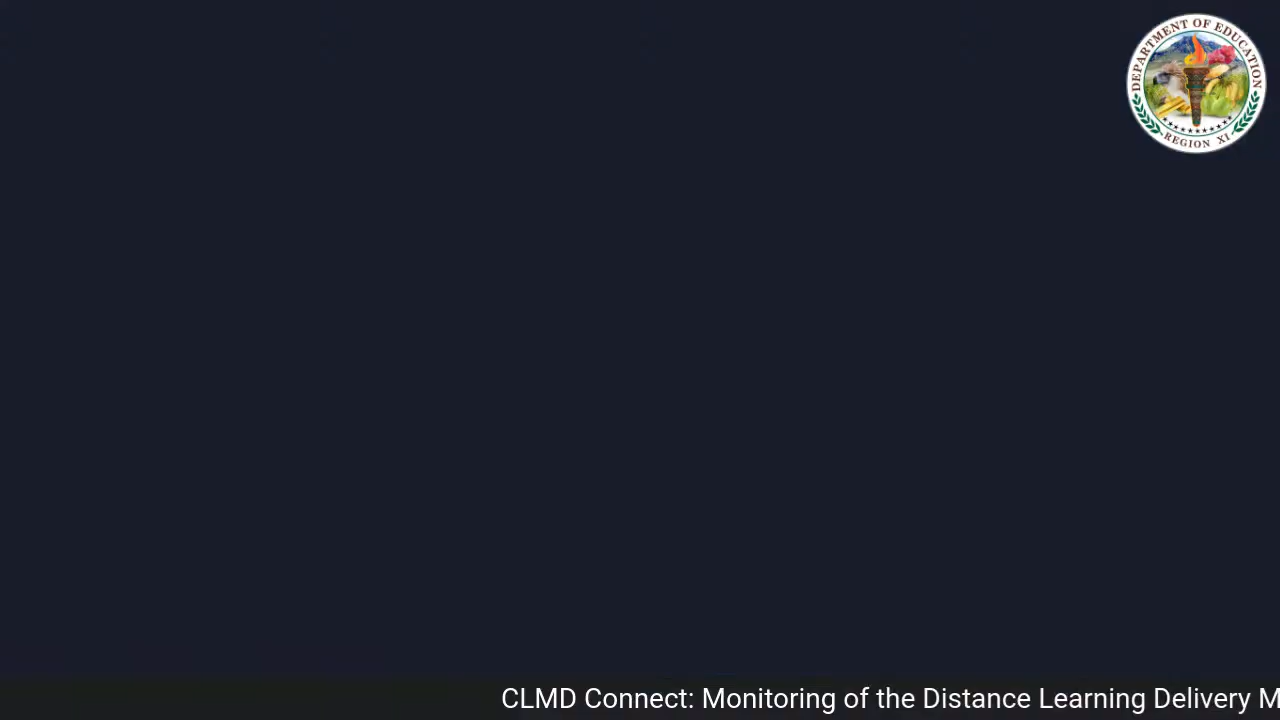 DEPARTMENT OF EDUCATION
REGION XI
CLMD Connect: Monitoring of the Distance Learning Delivery M